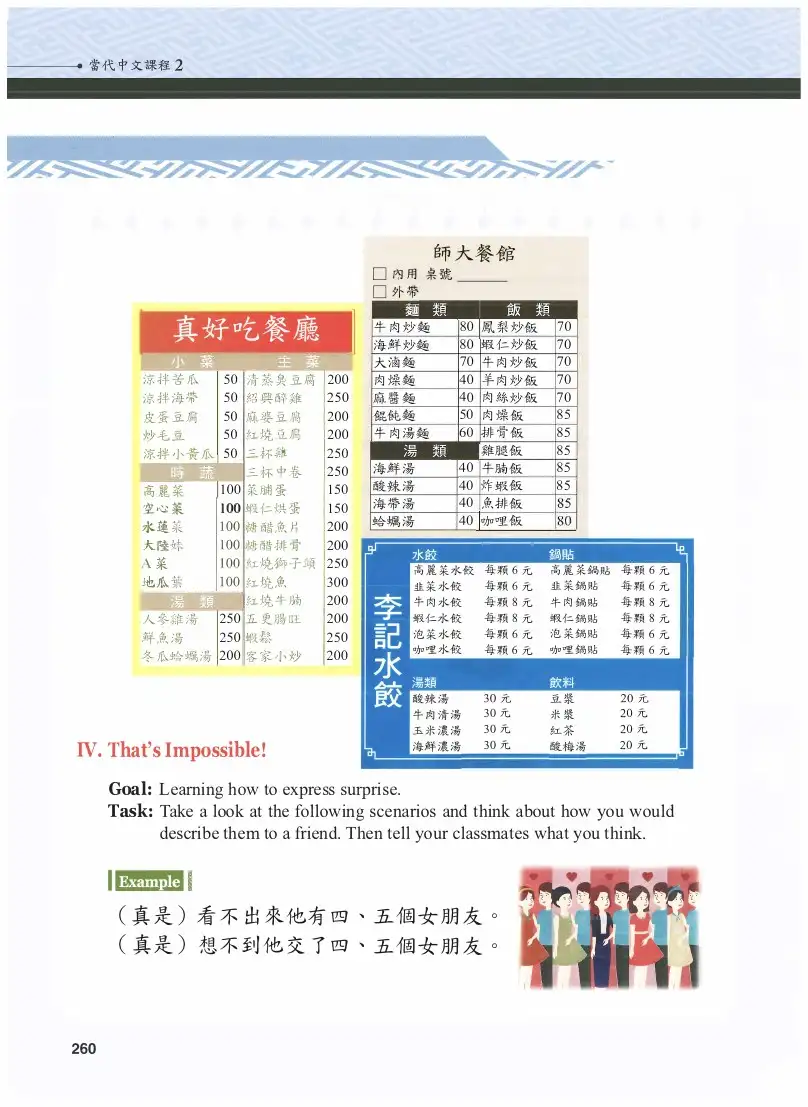 當代中文課程 2
真好吃餐廳
小菜 主菜
涼拌苦瓜 50 清蒸臭豆腐 200
涼拌海帶 50 紹興醉雞 250
皮蛋豆腐 50 麻婆豆腐 200
炒毛豆 50 紅燒豆腐 200
涼拌小黃瓜 50 三杯雞 250
時蔬 三杯中卷 250
高麗菜 100 菜脯蛋 150
空心菜 100 蝦仁烘蛋 150
水蓮菜 100 糖醋魚片 200
大陸妹 100 糖醋排骨 200
A菜 100 紅燒獅子頭 250
地瓜葉 100 紅燒魚 300
湯類 紅燒牛腩 200
人參雞湯 250 五更腸旺 200
鮮魚湯 250 蝦鬆 250
冬瓜蛤蠣湯 200 客家小炒 200
師大餐館
□ 內用 桌號 ______
□ 外帶
麵類 飯類
牛肉炒麵 80 鳳梨炒飯 70
海鮮炒麵 80 蝦仁炒飯 70
大滷麵 70 牛肉炒飯 70
肉燥麵 40 羊肉炒飯 70
麻醬麵 40 肉絲炒飯 70
餛飩麵 50 肉燥飯 85
牛肉湯麵 60 排骨飯 85
湯類 雞腿飯 85
海鮮湯 40 牛腩飯 85
酸辣湯 40 炸蝦飯 85
海帶湯 40 魚排飯 85
蛤蠣湯 40 咖哩飯 80
李記水餃
水餃 鍋貼
高麗菜水餃 每顆6元 高麗菜鍋貼 每顆6元
韭菜水餃 每顆6元 韭菜鍋貼 每顆6元
牛肉水餃 每顆8元 牛肉鍋貼 每顆8元
蝦仁水餃 每顆8元 蝦仁鍋貼 每顆8元
泡菜水餃 每顆6元 泡菜鍋貼 每顆6元
咖哩水餃 每顆6元 咖哩鍋貼 每顆6元
湯類 飲料
酸辣湯 30元 豆漿 20元
牛肉清湯 30元 米漿 20元
玉米濃湯 30元 紅茶 20元
海鮮濃湯 30元 酸梅湯 20元
IV. That's Impossible!
Goal: Learning how to express surprise.
Task: Take a look at the following scenarios and think about how you would
describe them to a friend. Then tell your classmates what you think.
Example
（真是）看不出來他有四、五個女朋友。
（真是）想不到他交了四、五個女朋友。
260